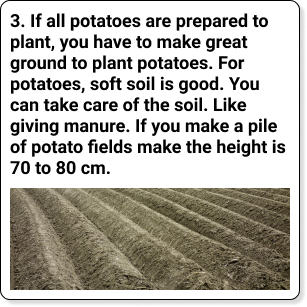 3. If all potatoes are prepared to
plant, you have to make great
ground to plant potatoes. For
potatoes, soft soil is good. You
can take care of the soil. Like
giving manure. If you make a pile
of potato fields make the height is
70 to 80 cm.